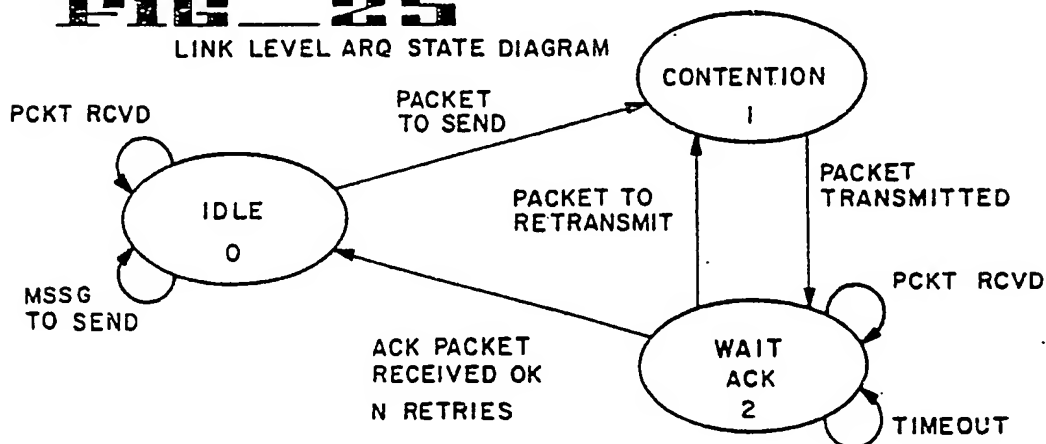 FIG_25
LINK LEVEL ARQ STATE DIAGRAM
CONTENTION
1
PACKET
TO SEND
PCKT RCVD
IDLE
0
PACKET TO
RETRANSMIT
PACKET
TRANSMITTED
MSSG
TO SEND
PCKT RCVD
ACK PACKET
RECEIVED OK
N RETRIES
WAIT
ACK
2
TIMEOUT